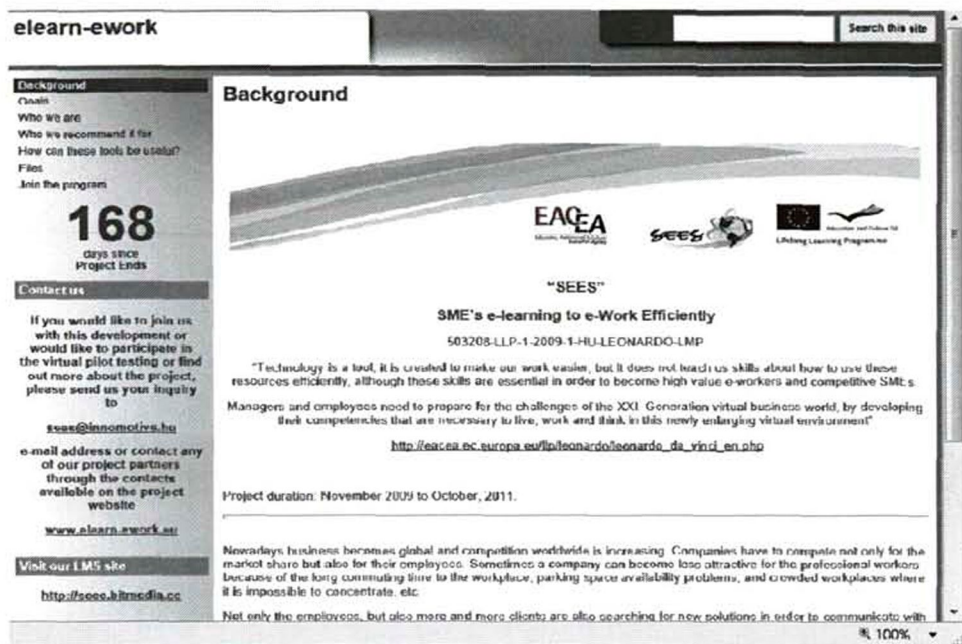 elearn-ework
Search this site
Background
Goals
Who we are
Who we recommend it for
How can these tools be useful?
Files
Join the program
168
days since
Project Ends
Contact us
If you would like to join us
with this development or
would like to participate in
the virtual pilot testing or find
out more about the project,
please send us your inquiry
to
sees@innomotive.hu
e-mail address or contact any
of our project partners
through the contacts
available on the project
website
www.elearn-ework.eu
Visit our LMS site
http://sees.bitmedia.cc
Background
EACEA
SEES
Education and Culture DG
Lifelong Learning Programme
"SEES"
SME's e-learning to e-Work Efficiently
503208-LLP-1-2009-1-HU-LEONARDO-LMP
"Technology is a tool, it is created to make our work easier, but it does not teach us skills about how to use these
resources efficiently, although these skills are essential in order to become high value e-workers and competitive SMEs.
Managers and employees need to prepare for the challenges of the XXI. Generation virtual business world, by developing
their competencies that are necessary to live, work and think in this newly enlarging virtual environment"
http://eacea.ec.europa.eu/llp/leonardo/leonardo_da_vinci_en.php
Project duration: November 2009 to October, 2011.
Nowadays business becomes global and competition worldwide is increasing. Companies have to compete not only for the
market share but also for their employees. Sometimes a company can become less attractive for the professional workers
because of the long commuting time to the workplace, parking space availability problems, and crowded workplaces where
it is impossible to concentrate, etc.
Not only the employees, but also more and more clients are also searching for new solutions in order to communicate with
100%